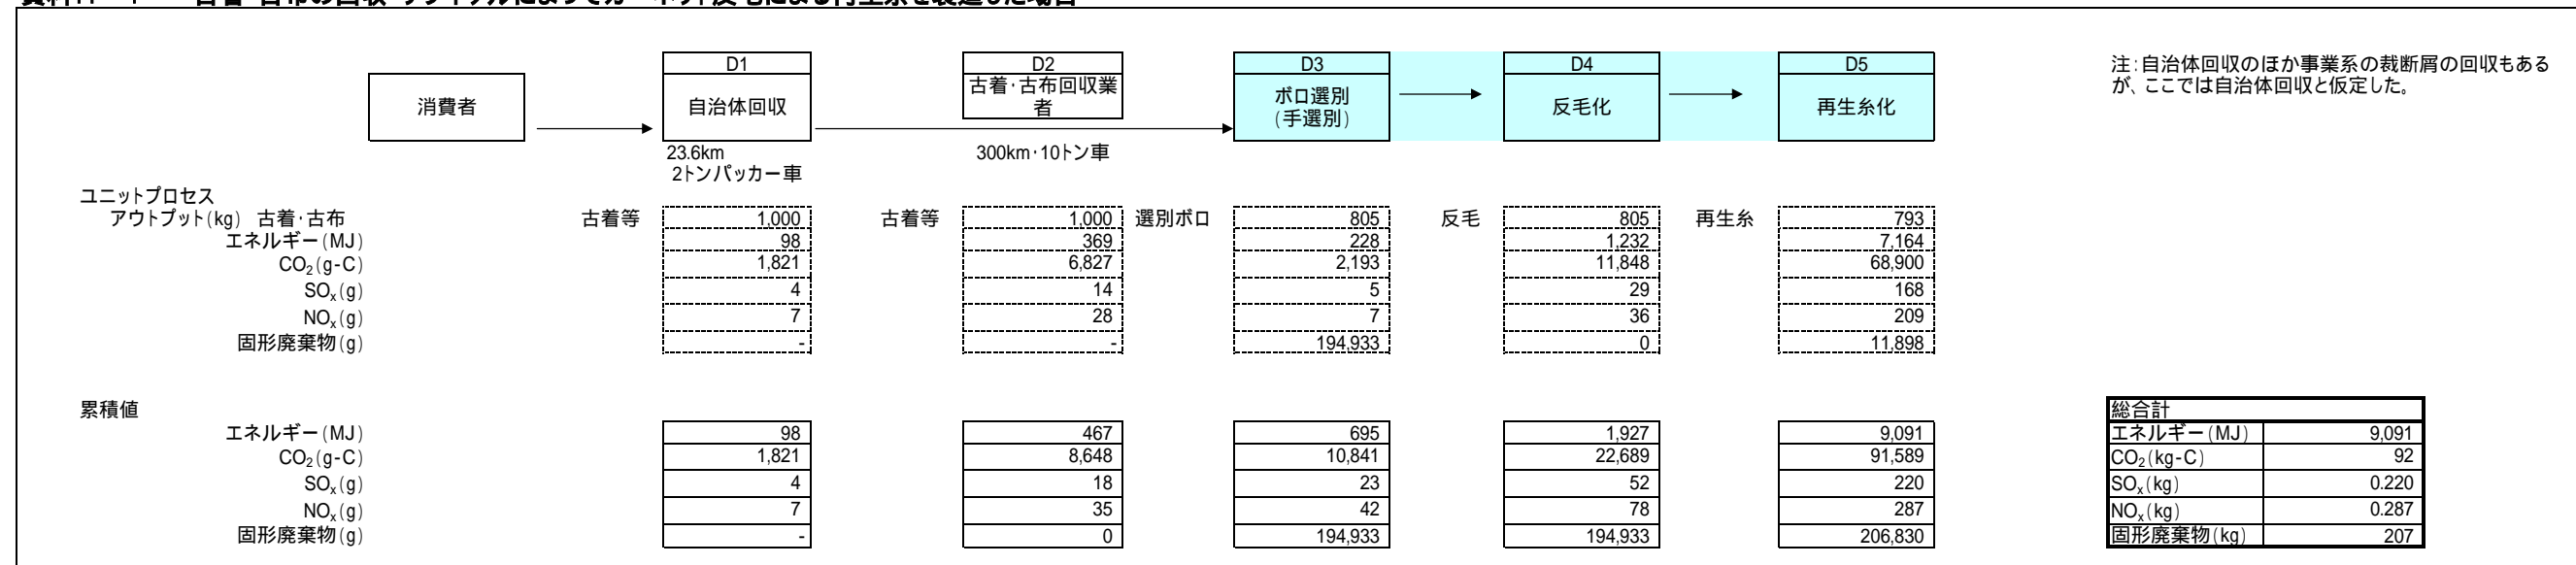 D1
D2
D3
D4
D5
消費者
自治体回収
古着･古布回収業
者
ボロ選別
(手選別)
反毛化
再生糸化
注：自治体回収のほか事業系の裁断屑の回収もある
が、ここでは自治体回収と仮定した。
23.6km
2トンパッカー車
300km･10トン車
ユニットプロセス
アウトプット(kg) 古着･古布 古着等 1,000 古着等 1,000 選別ボロ 805 反毛 805 再生糸 793
エネルギー(MJ) 98 369 228 1,232 7,164
CO₂(g-C) 1,821 6,827 2,193 11,848 68,900
SOₓ(g) 4 14 5 29 168
NOₓ(g) 7 28 7 36 209
固形廃棄物(g) - - 194,933 0 11,898
累積値
エネルギー(MJ) 98 467 695 1,927 9,091
CO₂(g-C) 1,821 8,648 10,841 22,689 91,589
SOₓ(g) 4 18 23 52 220
NOₓ(g) 7 35 42 78 287
固形廃棄物(g) - 0 194,933 194,933 206,830
総合計
エネルギー(MJ) 9,091
CO₂(kg-C) 92
SOₓ(kg) 0.220
NOₓ(kg) 0.287
固形廃棄物(kg) 207